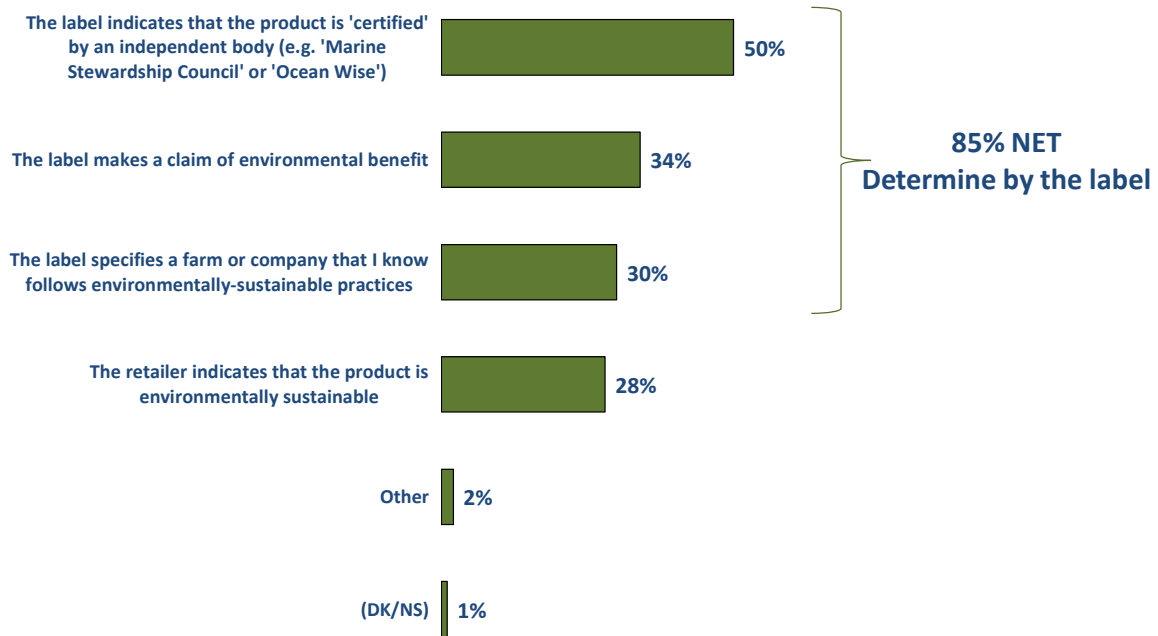 The label indicates that the product is 'certified'
by an independent body (e.g. 'Marine
Stewardship Council' or 'Ocean Wise')
50%
The label makes a claim of environmental benefit
34%
85% NET
Determine by the label
The label specifies a farm or company that I know
follows environmentally-sustainable practices
30%
The retailer indicates that the product is
environmentally sustainable
28%
Other
2%
(DK/NS)
1%